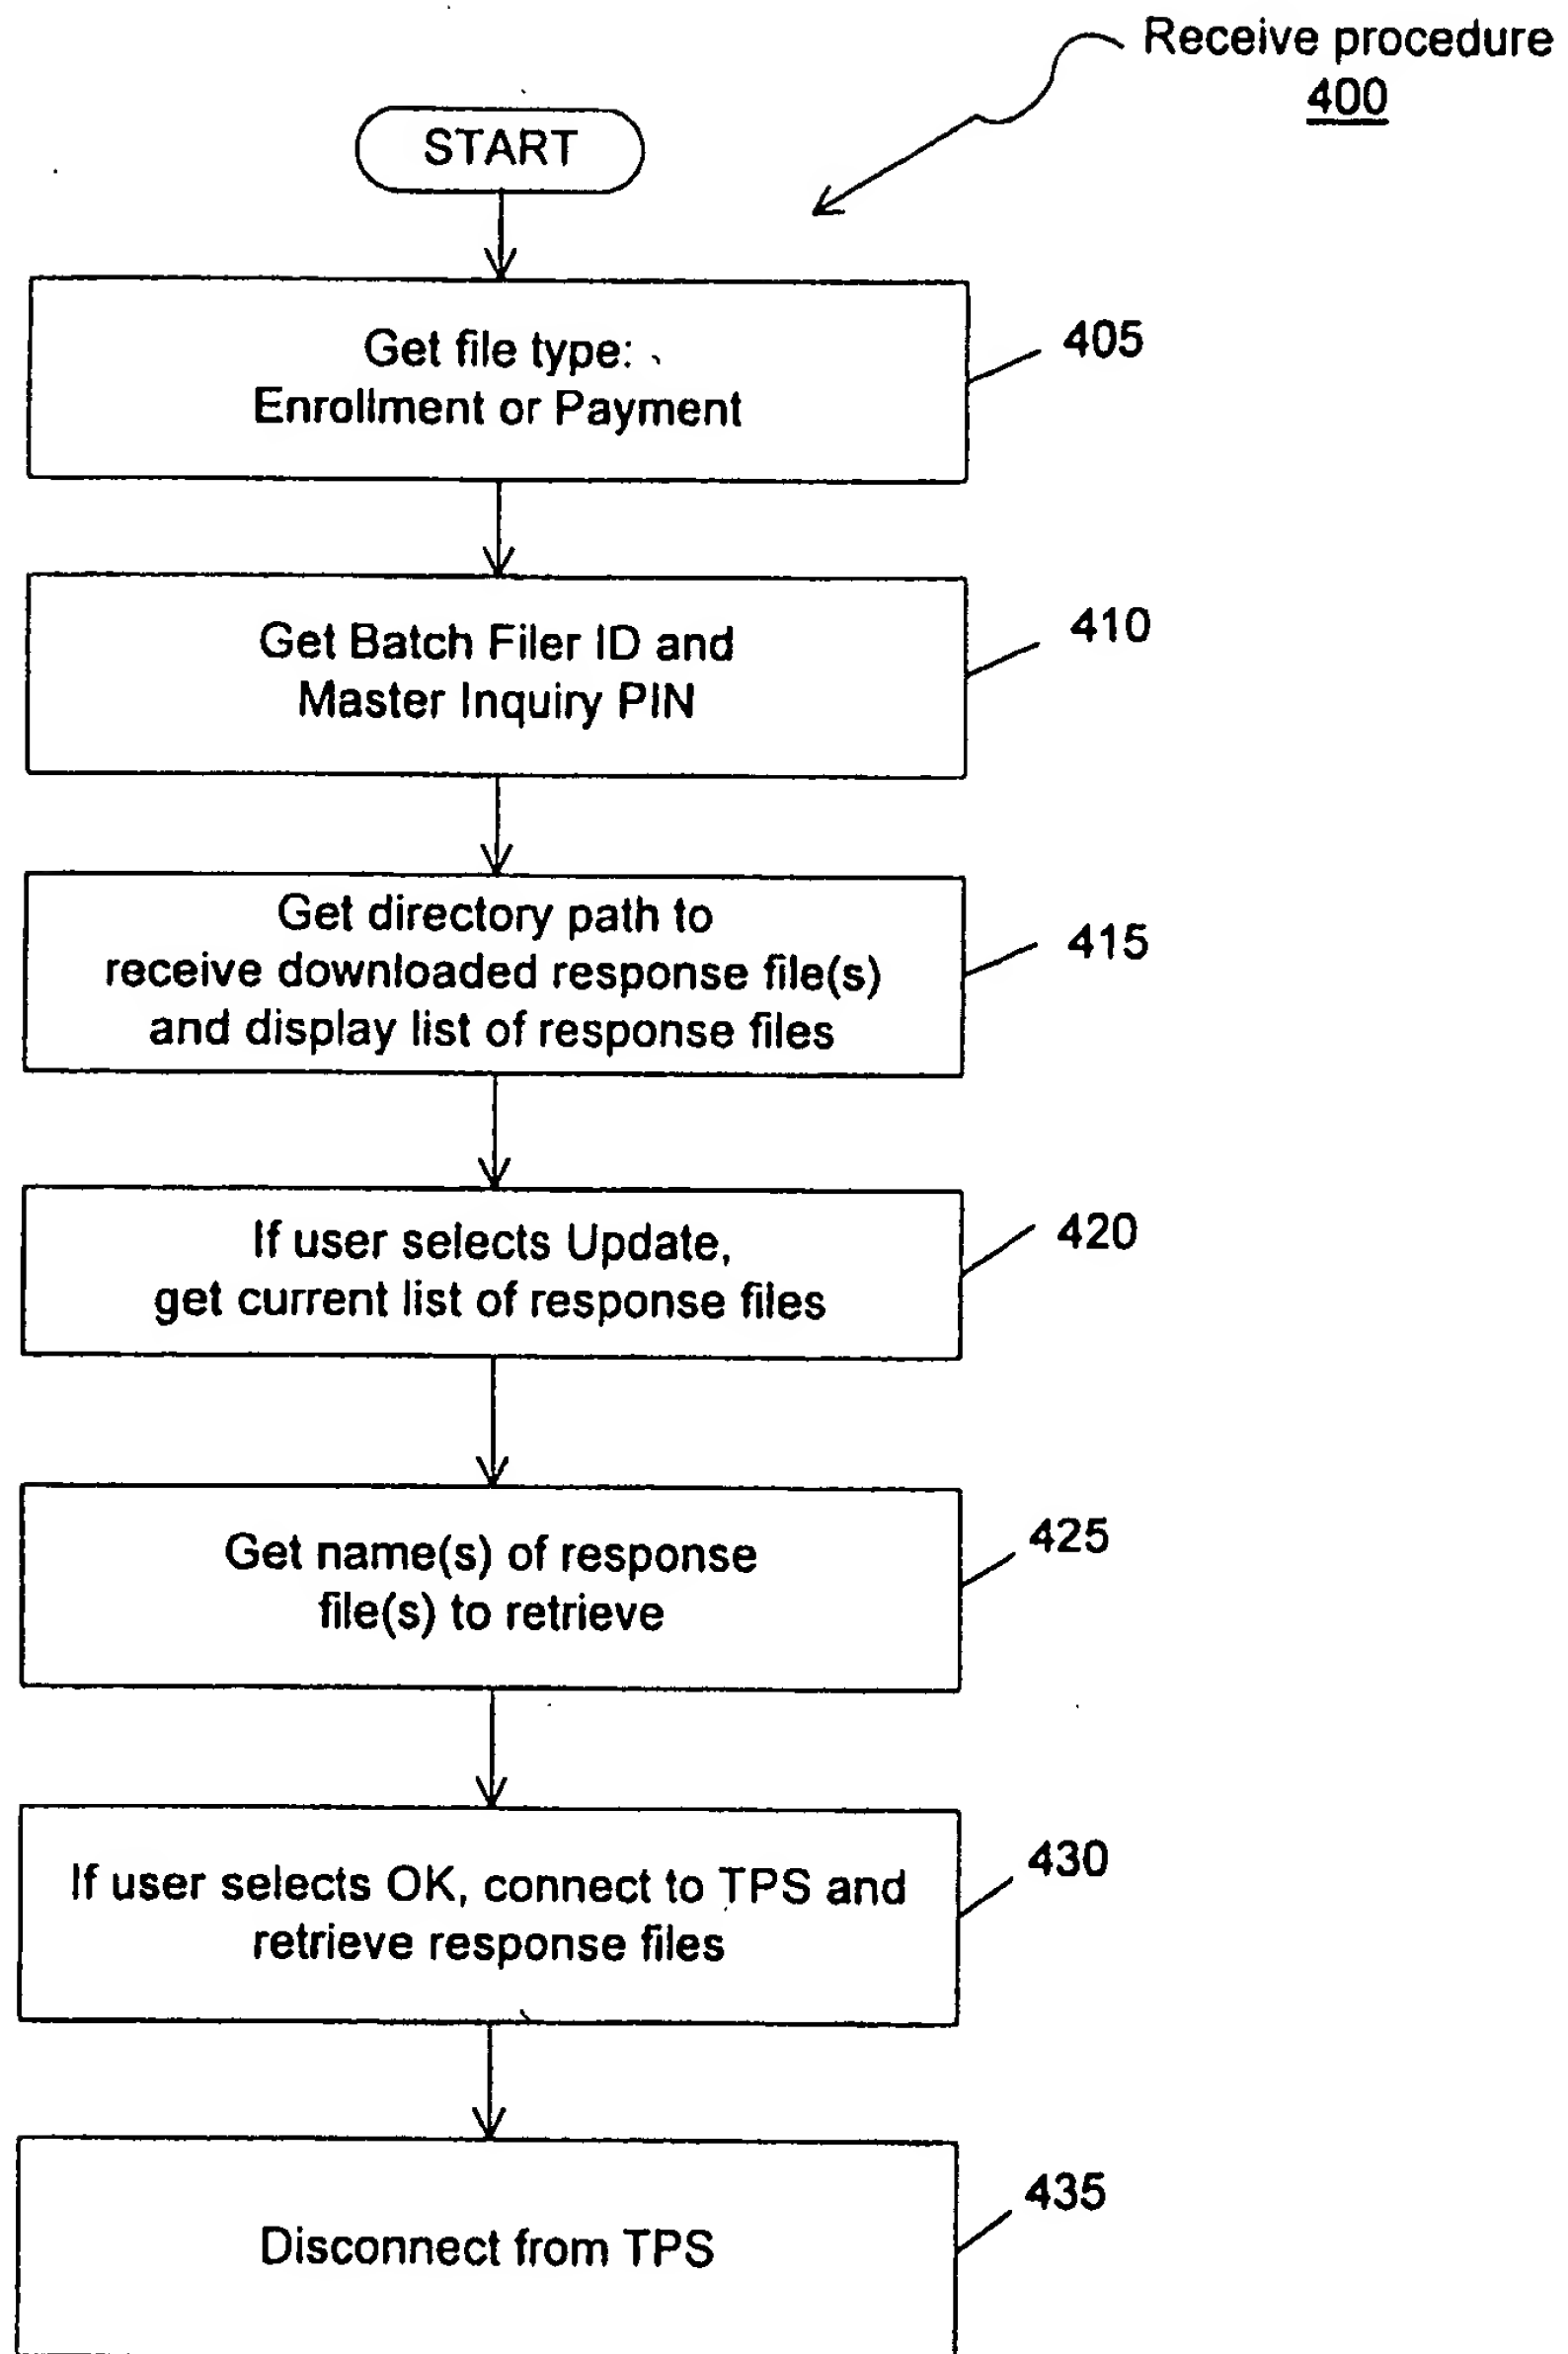 Receive procedure
400
START
Get file type:
Enrollment or Payment
405
Get Batch Filer ID and
Master Inquiry PIN
410
Get directory path to
receive downloaded response file(s)
and display list of response files
415
If user selects Update,
get current list of response files
420
Get name(s) of response
file(s) to retrieve
425
If user selects OK, connect to TPS and
retrieve response files
430
Disconnect from TPS
435